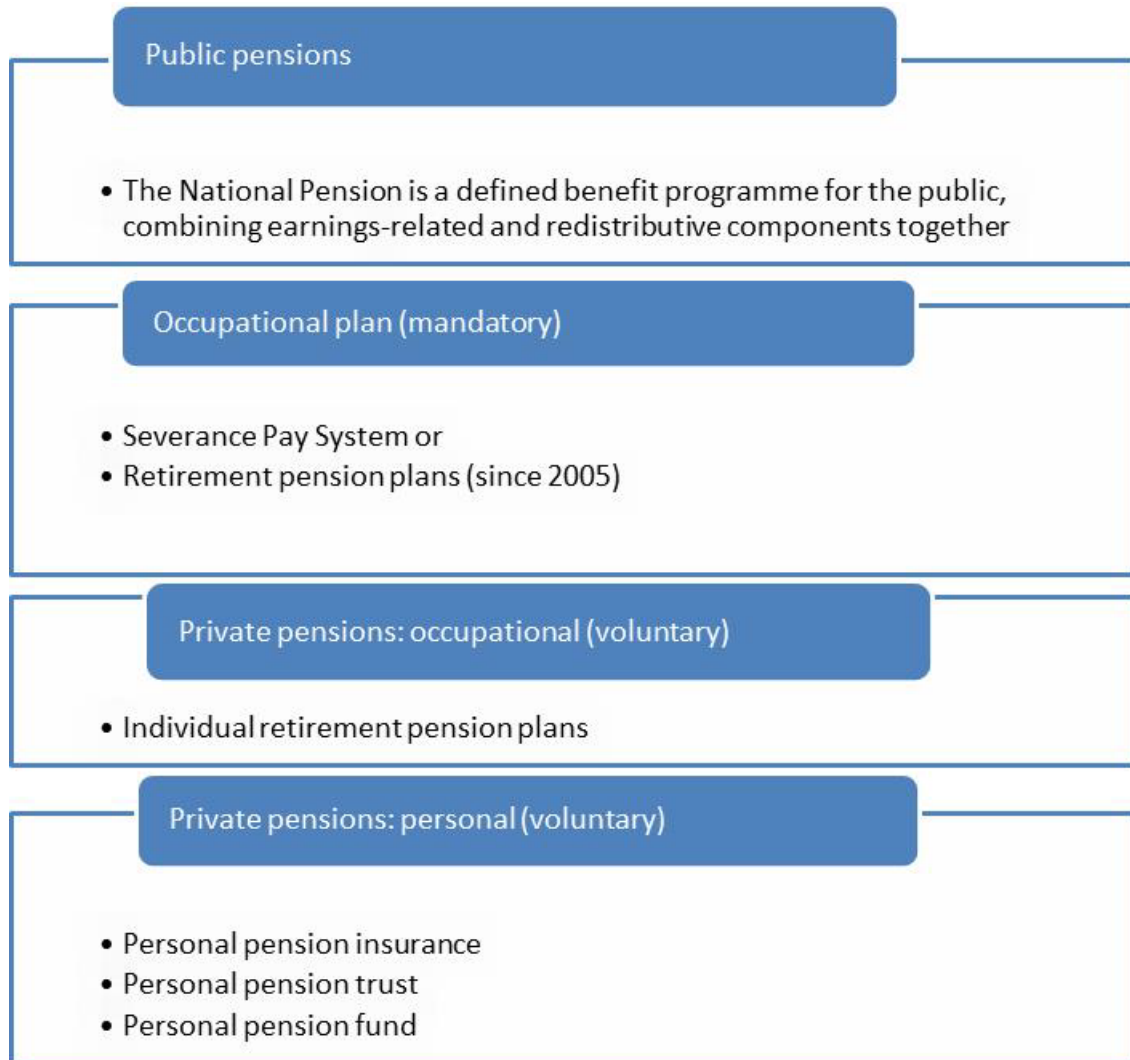 Public pensions
• The National Pension is a defined benefit programme for the public,
combining earnings-related and redistributive components together
Occupational plan (mandatory)
• Severance Pay System or
• Retirement pension plans (since 2005)
Private pensions: occupational (voluntary)
• Individual retirement pension plans
Private pensions: personal (voluntary)
• Personal pension insurance
• Personal pension trust
• Personal pension fund